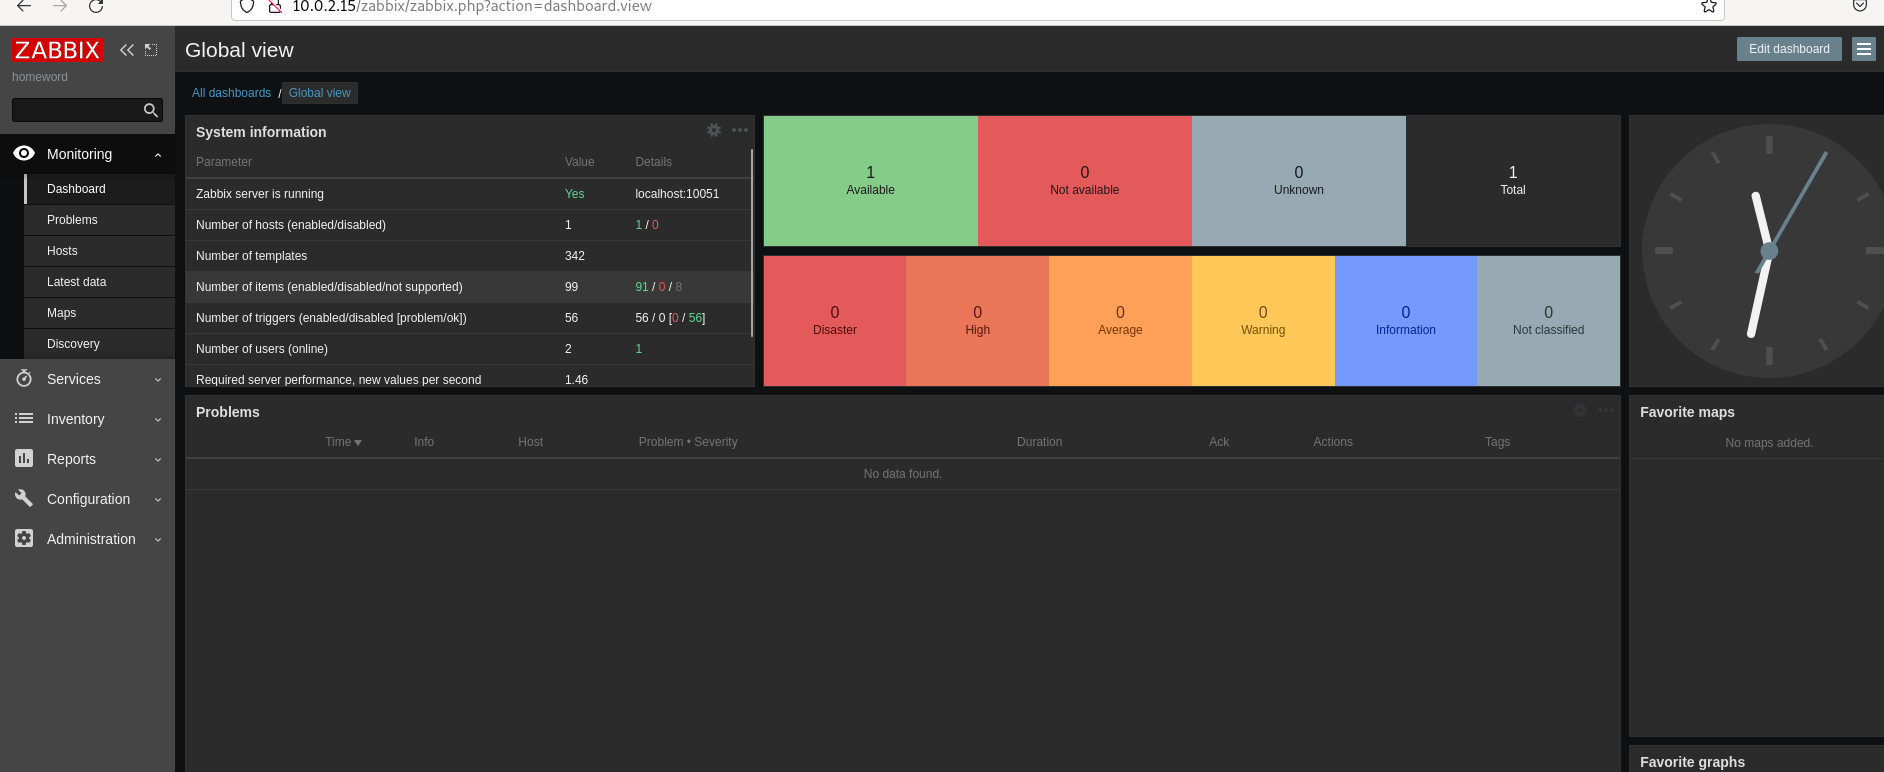 10.0.2.15/zabbix/zabbix.php?action=dashboard.view
ZABBIX
homeword
Monitoring
Dashboard
Problems
Hosts
Latest data
Maps
Discovery
Services
Inventory
Reports
Configuration
Administration
Global view
Edit dashboard
All dashboards / Global view
System information
Parameter Value Details
Zabbix server is running Yes localhost:10051
Number of hosts (enabled/disabled) 1 1 / 0
Number of templates 342
Number of items (enabled/disabled/not supported) 99 91 / 0 / 8
Number of triggers (enabled/disabled [problem/ok]) 56 56 / 0 [0 / 56]
Number of users (online) 2 1
Required server performance, new values per second 1.46
1 0 0 1
Available Not available Unknown Total
0 0 0 0 0 0
Disaster High Average Warning Information Not classified
Problems
Time Info Host Problem • Severity Duration Ack Actions Tags
No data found.
Favorite maps
No maps added.
Favorite graphs